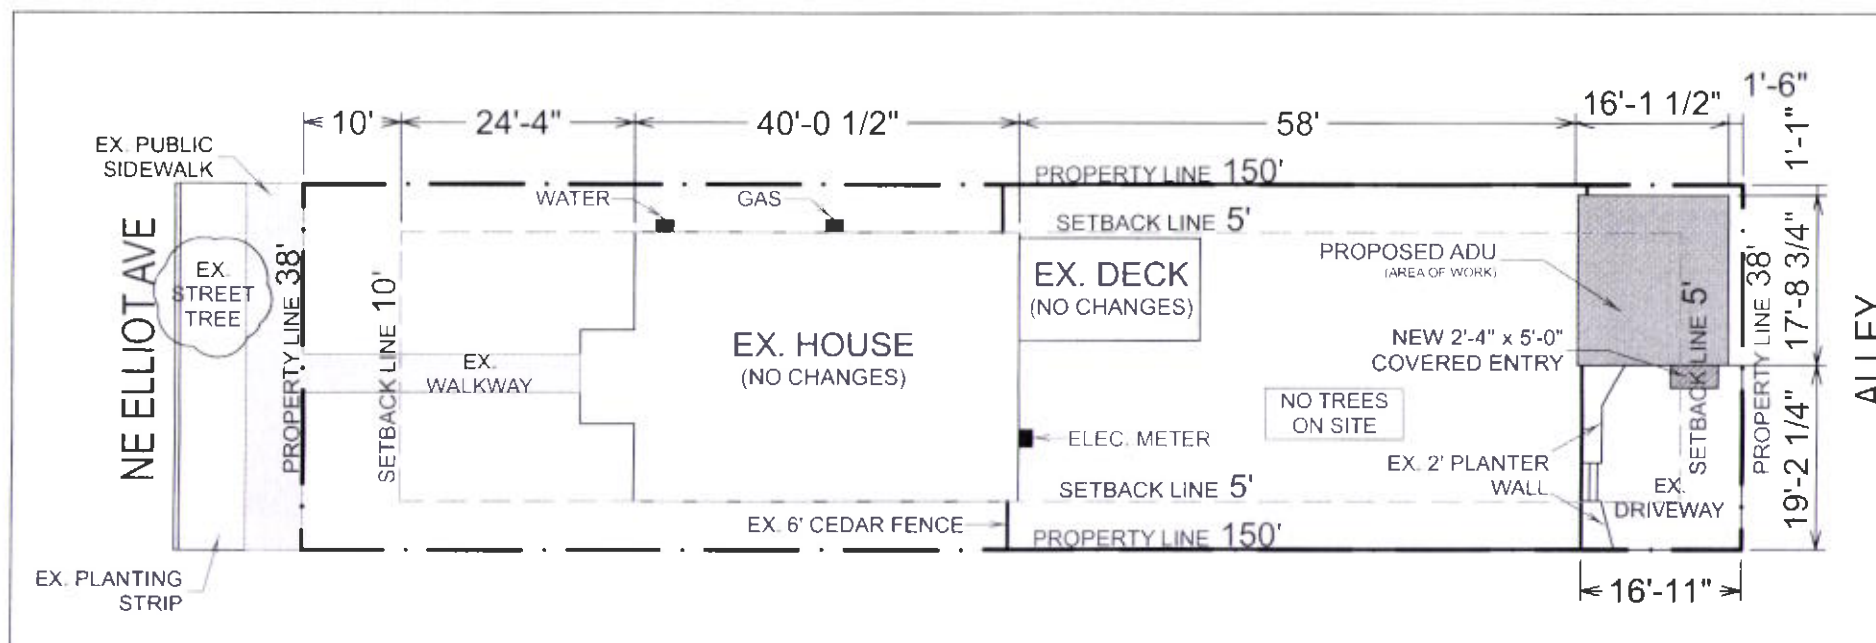 10'
24'-4"
40'-0 1/2"
58'
16'-1 1/2"
1'-6"
1'-1"
EX. PUBLIC
SIDEWALK
PROPERTY LINE 150'
WATER
GAS
SETBACK LINE 5'
NE ELLIOT AVE
EX.
STREET
TREE
PROPERTY LINE 38'
SETBACK LINE 10'
EX.
WALKWAY
EX. HOUSE
(NO CHANGES)
EX. DECK
(NO CHANGES)
PROPOSED ADU
(AREA OF WORK)
NEW 2'-4" x 5'-0"
COVERED ENTRY
SETBACK LINE 5'
PROPERTY LINE 38'
17'-8 3/4"
19'-2 1/4"
ALLEY
NO TREES
ON SITE
ELEC. METER
EX. 2' PLANTER
WALL
EX.
DRIVEWAY
SETBACK LINE 5'
EX. 6' CEDAR FENCE
PROPERTY LINE 150'
EX. PLANTING
STRIP
16'-11"